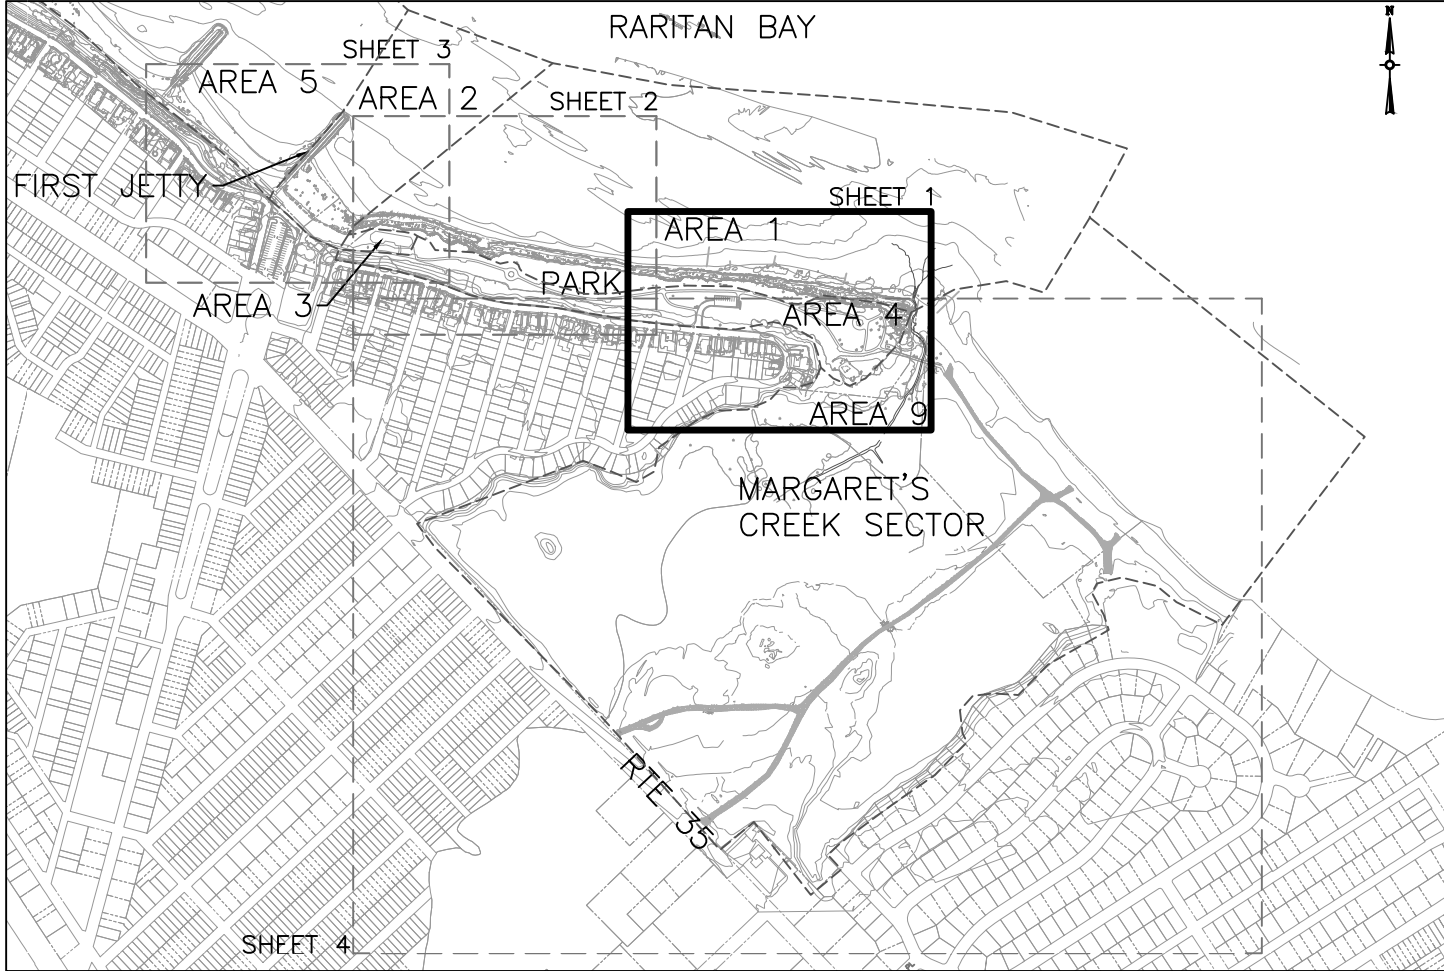 RARITAN BAY
N
SHEET 3
AREA 5
AREA 2
SHEET 2
FIRST JETTY
SHEET 1
AREA 1
PARK
AREA 3
AREA 4
AREA 9
MARGARET'S
CREEK SECTOR
RTE 35
SHEET 4